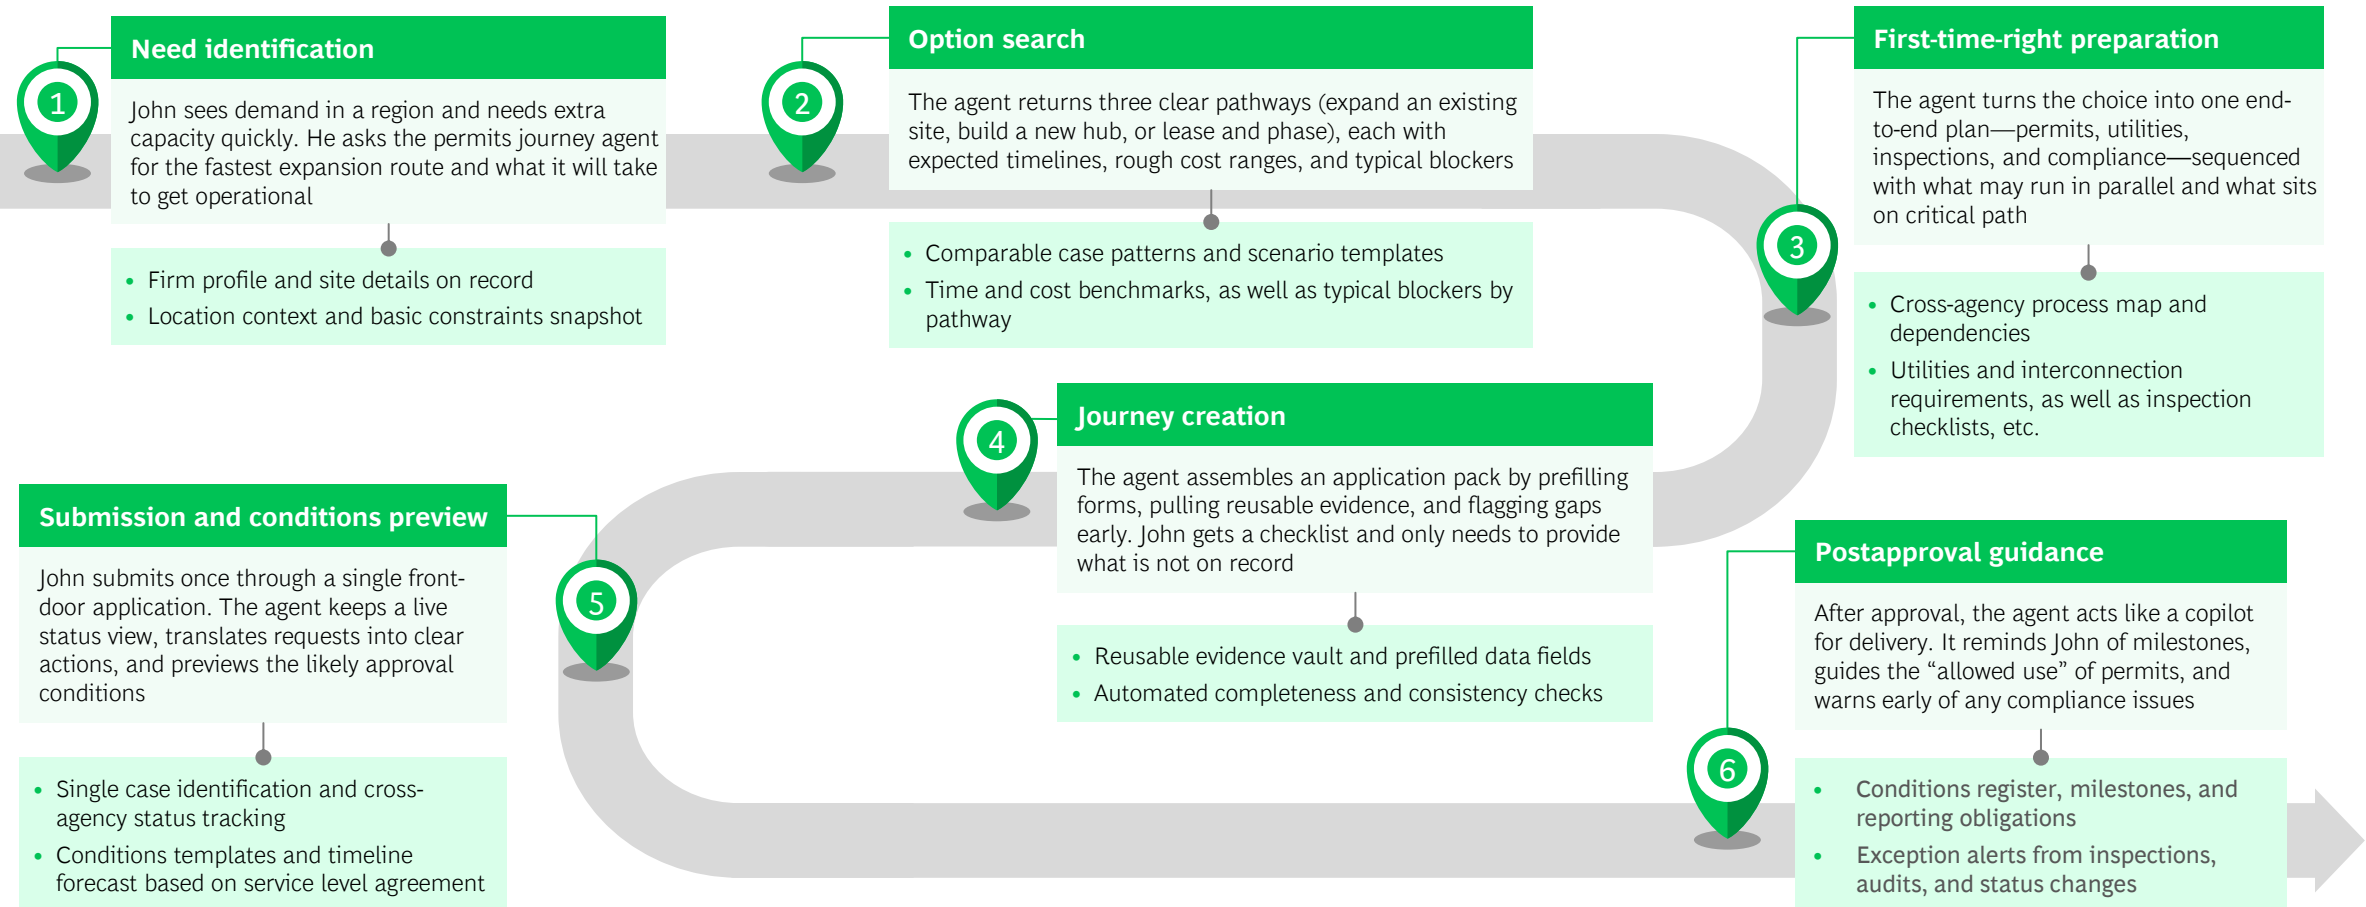 1
Need identification
John sees demand in a region and needs extra
capacity quickly. He asks the permits journey agent
for the fastest expansion route and what it will take
to get operational
• Firm profile and site details on record
• Location context and basic constraints snapshot
2
Option search
The agent returns three clear pathways (expand an existing
site, build a new hub, or lease and phase), each with
expected timelines, rough cost ranges, and typical blockers
• Comparable case patterns and scenario templates
• Time and cost benchmarks, as well as typical blockers by
pathway
3
First-time-right preparation
The agent turns the choice into one end-
to-end plan—permits, utilities,
inspections, and compliance—sequenced
with what may run in parallel and what sits
on critical path
• Cross-agency process map and
dependencies
• Utilities and interconnection
requirements, as well as inspection
checklists, etc.
4
Journey creation
The agent assembles an application pack by prefilling
forms, pulling reusable evidence, and flagging gaps
early. John gets a checklist and only needs to provide
what is not on record
• Reusable evidence vault and prefilled data fields
• Automated completeness and consistency checks
5
Submission and conditions preview
John submits once through a single front-
door application. The agent keeps a live
status view, translates requests into clear
actions, and previews the likely approval
conditions
• Single case identification and cross-
agency status tracking
• Conditions templates and timeline
forecast based on service level agreement
6
Postapproval guidance
After approval, the agent acts like a copilot
for delivery. It reminds John of milestones,
guides the “allowed use” of permits, and
warns early of any compliance issues
• Conditions register, milestones, and
reporting obligations
• Exception alerts from inspections,
audits, and status changes